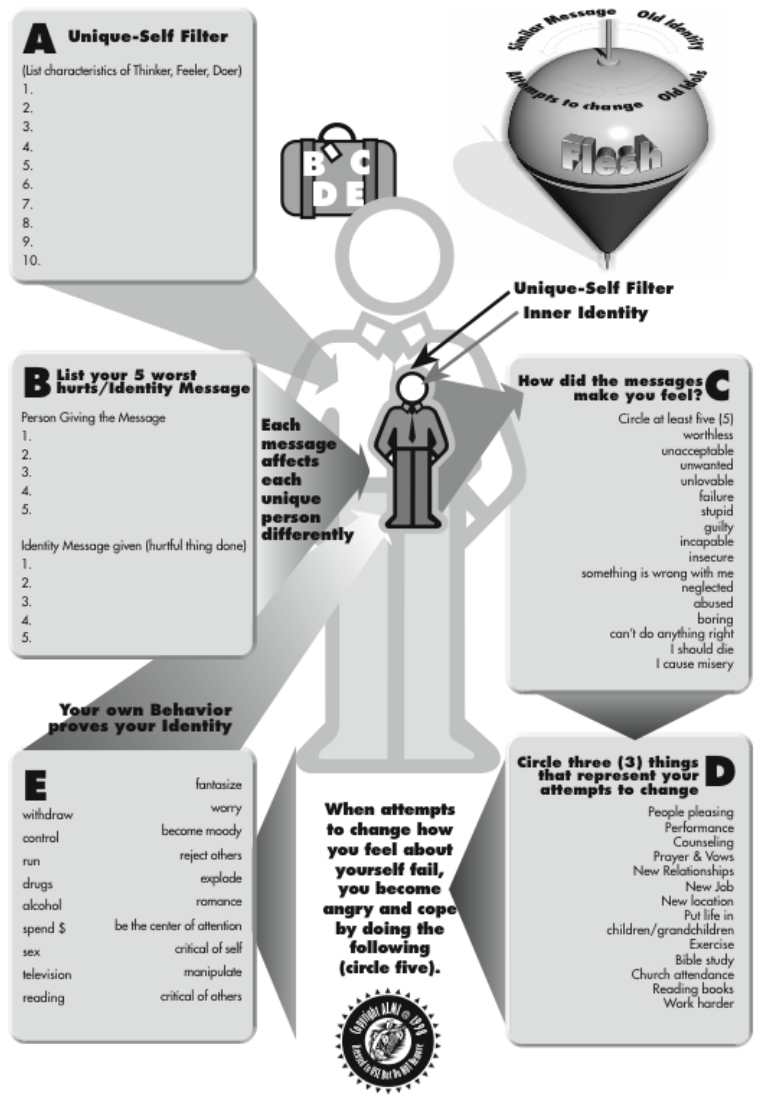 A Unique-Self Filter
(List characteristics of Thinker, Feeler, Doer)
1.
2.
3.
4.
5.
6.
7.
8.
9.
10.
B C
D E
Similar Message
Old Identity
Attempts to change
Old Idols
Flesh
Unique-Self Filter
Inner Identity
B List your 5 worst
hurts/Identity Message
Person Giving the Message
1.
2.
3.
4.
5.
Identity Message given (hurtful thing done)
1.
2.
3.
4.
5.
Each
message
affects
each
unique
person
differently
How did the messages C
make you feel?
Circle at least five (5)
worthless
unacceptable
unwanted
unlovable
failure
stupid
guilty
incapable
insecure
something is wrong with me
neglected
abused
boring
can't do anything right
I should die
I cause misery
Circle three (3) things D
that represent your
attempts to change
People pleasing
Performance
Counseling
Prayer & Vows
New Relationships
New Job
New location
Put life in
children/grandchildren
Exercise
Bible study
Church attendance
Reading books
Work harder
When attempts
to change how
you feel about
yourself fail,
you become
angry and cope
by doing the
following
(circle five).
Your own Behavior
proves your Identity
E
withdraw
control
run
drugs
alcohol
spend $
sex
television
reading
fantasize
worry
become moody
reject others
explode
romance
be the center of attention
critical of self
manipulate
critical of others
Copyright ALMI © 1998